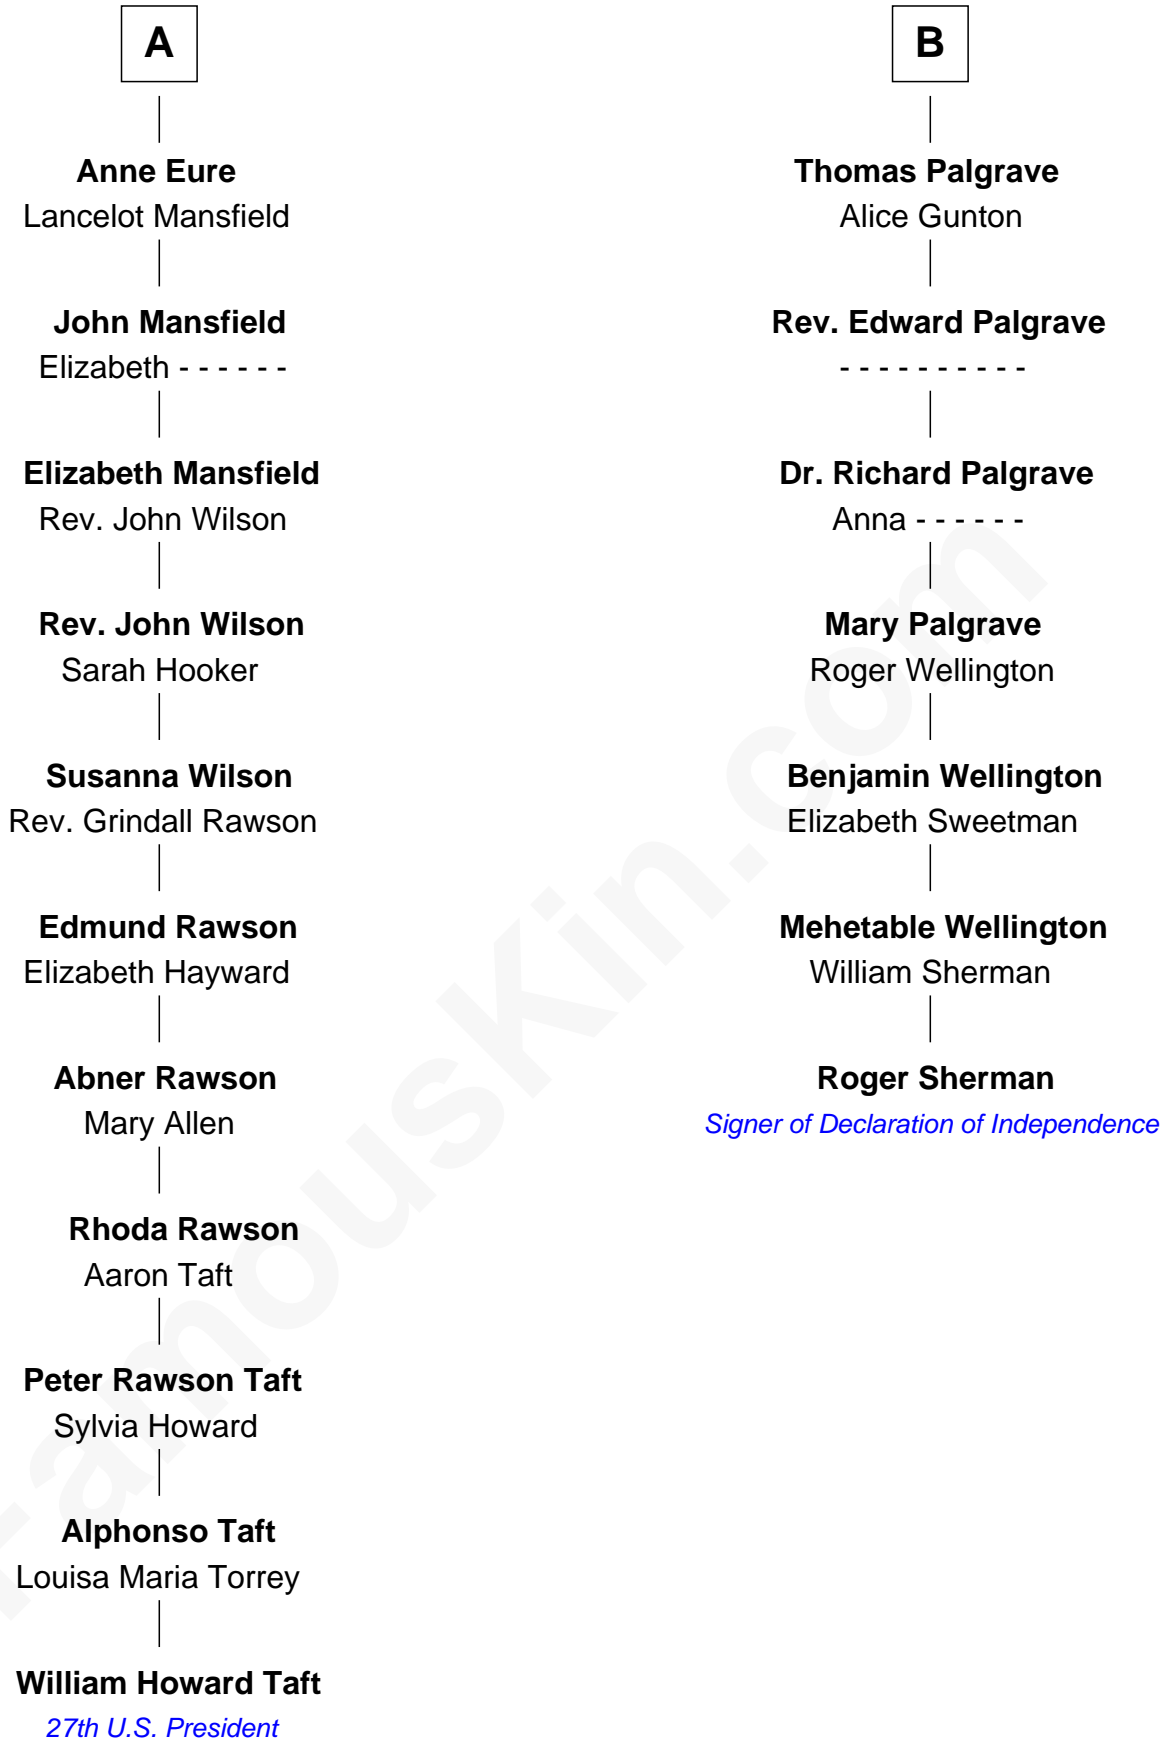 A
Anne Eure
Lancelot Mansfield
John Mansfield
Elizabeth - - - - - -
Elizabeth Mansfield
Rev. John Wilson
Rev. John Wilson
Sarah Hooker
Susanna Wilson
Rev. Grindall Rawson
Edmund Rawson
Elizabeth Hayward
Abner Rawson
Mary Allen
Rhoda Rawson
Aaron Taft
Peter Rawson Taft
Sylvia Howard
Alphonso Taft
Louisa Maria Torrey
William Howard Taft
27th U.S. President
B
Thomas Palgrave
Alice Gunton
Rev. Edward Palgrave
- - - - - - - - - -
Dr. Richard Palgrave
Anna - - - - - -
Mary Palgrave
Roger Wellington
Benjamin Wellington
Elizabeth Sweetman
Mehetable Wellington
William Sherman
Roger Sherman
Signer of Declaration of Independence
FamousKin.com